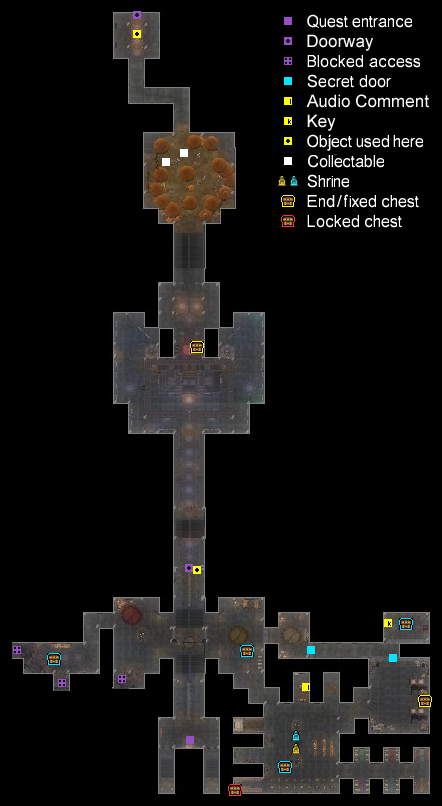 Quest entrance
Doorway
Blocked access
Secret door
Audio Comment
Key
Object used here
Collectable
Shrine
End/fixed chest
Locked chest